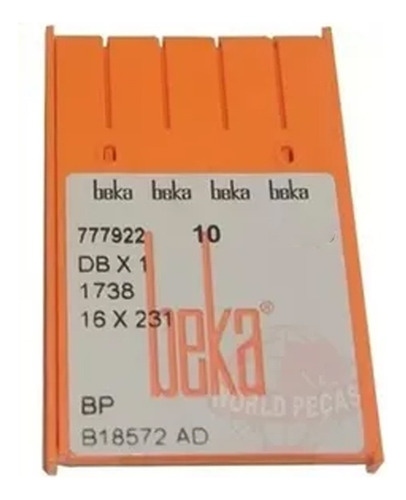 beka beka beka beka
777922 10
DB X 1
1738
16 X 231
beka®
WORLD PEÇAS
BP
B18572 AD